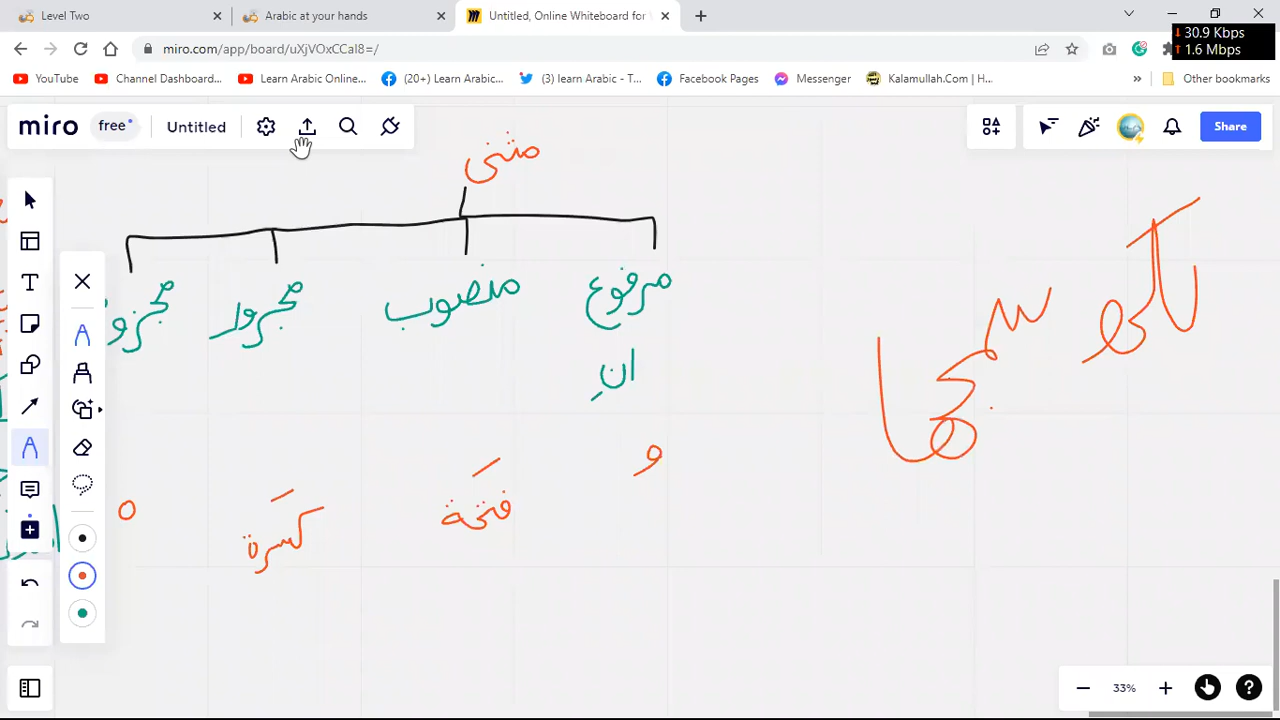 Level Two
Arabic at your hands
Untitled, Online Whiteboard for
30.9 Kbps
1.6 Mbps
miro.com/app/board/uXjVOxCCal8=/
YouTube
Channel Dashboard...
Learn Arabic Online...
(20+) Learn Arabic...
(3) learn Arabic - T...
Facebook Pages
Messenger
Kalamullah.Com | H...
»
Other bookmarks
miro
free
Untitled
Share
مثنى
مرفوع منصوب مجرور مجزو
انِ
و
فتحة
كسرة
33%